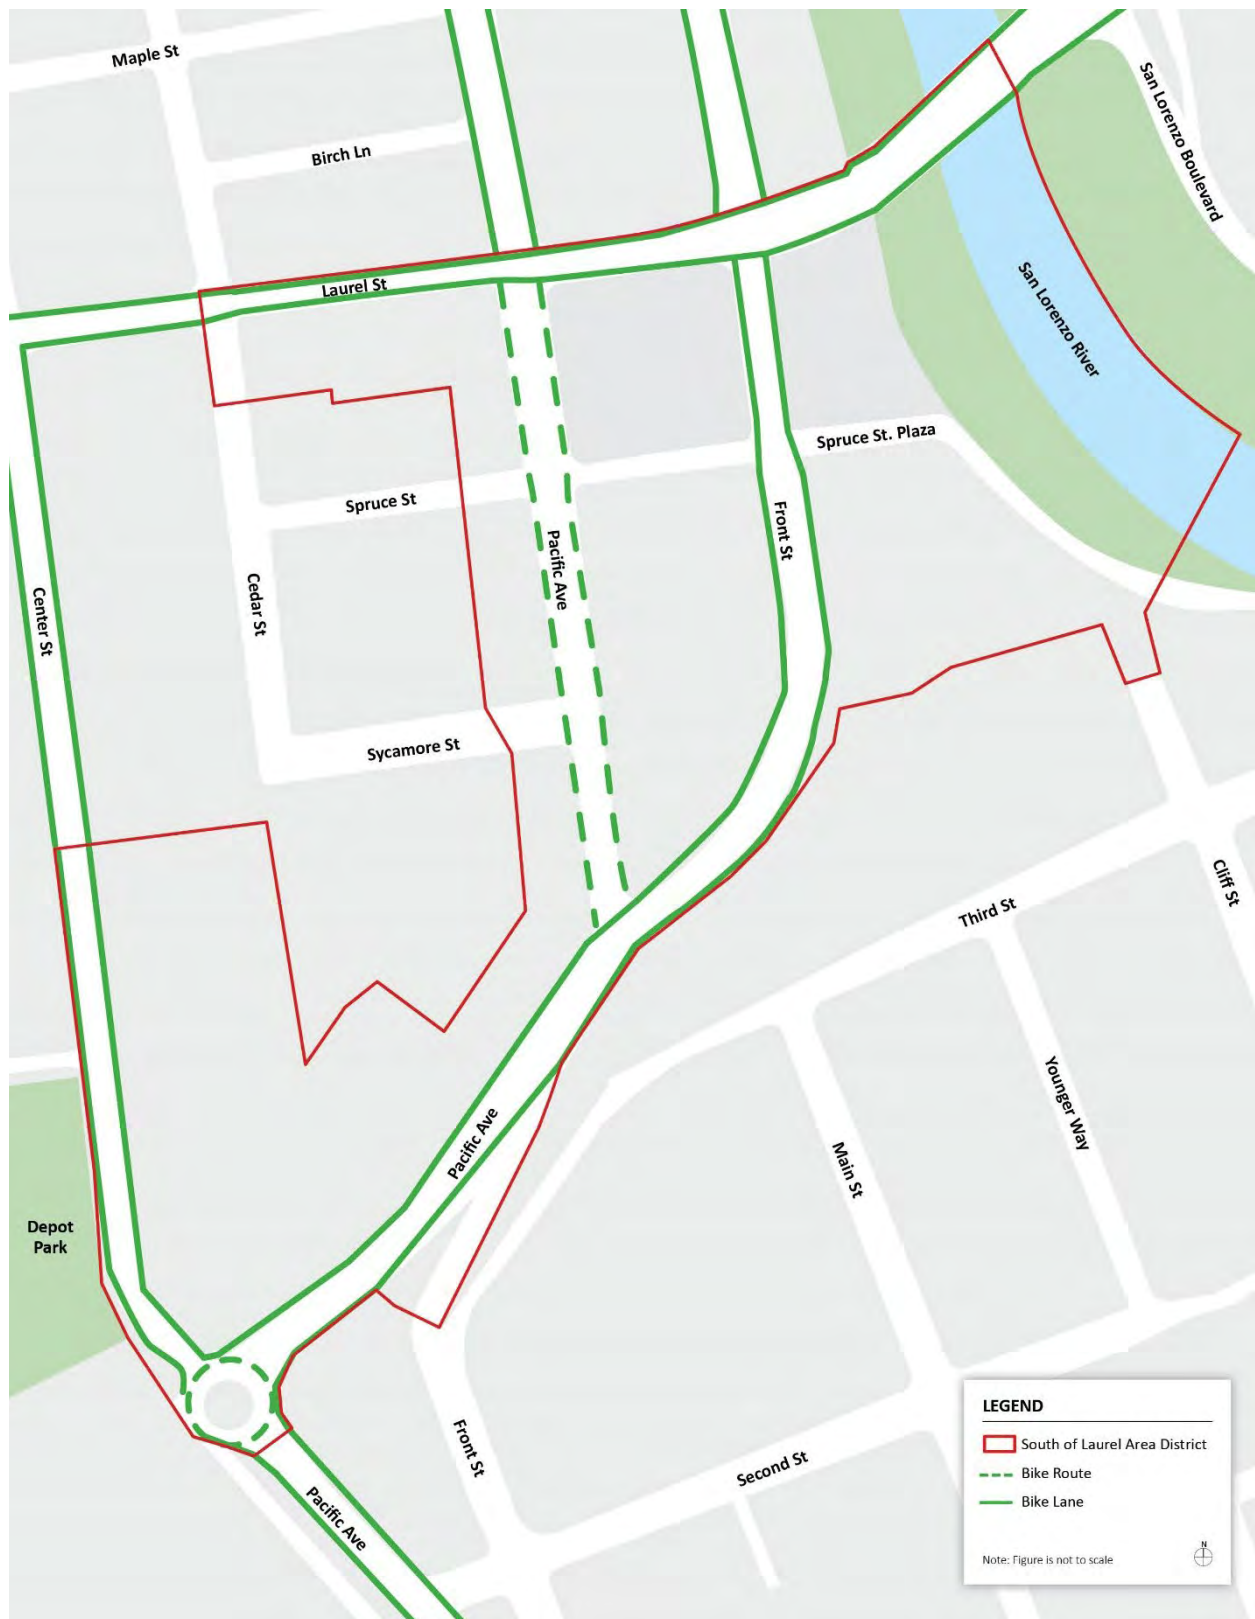 Maple St
San Lorenzo Boulevard
Birch Ln
San Lorenzo River
Laurel St
Spruce St. Plaza
Spruce St
Front St
Pacific Ave
Center St
Cedar St
Sycamore St
Cliff St
Third St
Younger Way
Pacific Ave
Main St
Depot
Park
Front St
Second St
Pacific Ave
LEGEND
South of Laurel Area District
Bike Route
Bike Lane
N
Note: Figure is not to scale